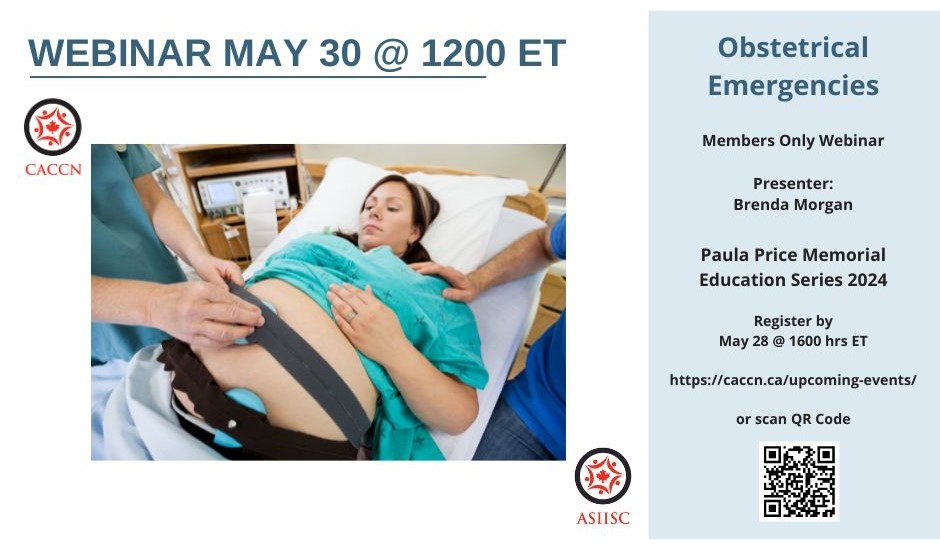 WEBINAR MAY 30 @ 1200 ET
CACCN
ASIISC
Obstetrical
Emergencies
Members Only Webinar
Presenter:
Brenda Morgan
Paula Price Memorial
Education Series 2024
Register by
May 28 @ 1600 hrs ET
https://caccn.ca/upcoming-events/
or scan QR Code